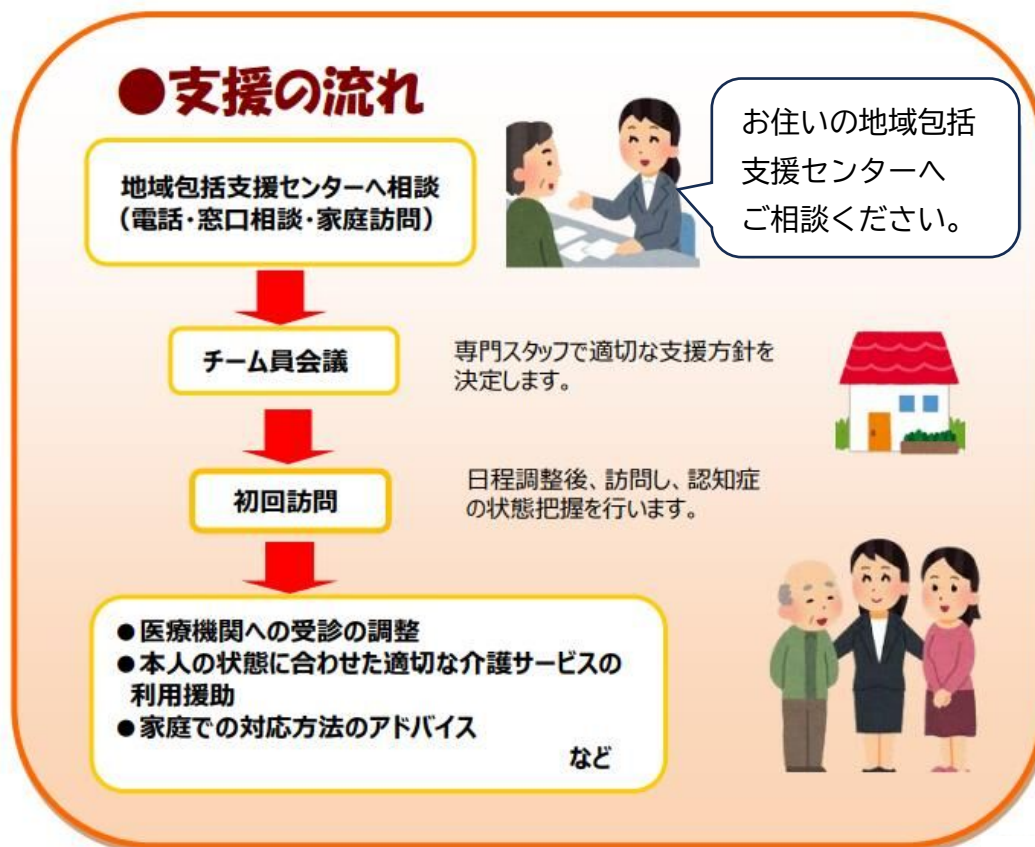 ●支援の流れ
お住いの地域包括
支援センターへ
ご相談ください。
地域包括支援センターへ相談
（電話・窓口相談・家庭訪問）
チーム員会議
専門スタッフで適切な支援方針を
決定します。
初回訪問
日程調整後、訪問し、認知症
の状態把握を行います。
●医療機関への受診の調整
●本人の状態に合わせた適切な介護サービスの
利用援助
●家庭での対応方法のアドバイス
など